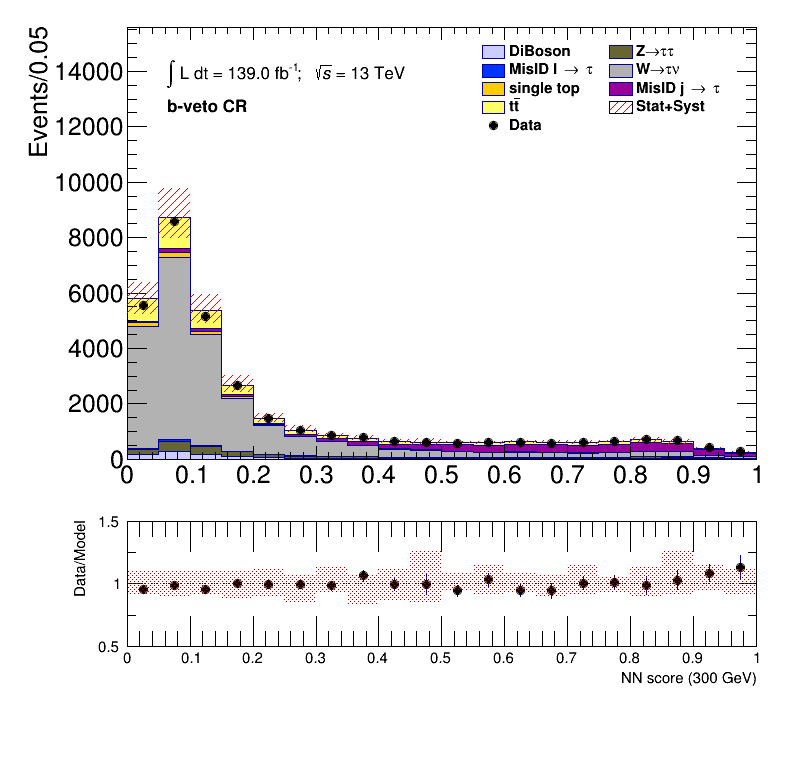 Events/0.05
14000
12000
10000
8000
6000
4000
2000
0
∫ L dt = 139.0 fb⁻¹; √s = 13 TeV
b-veto CR
DiBoson
MisID l → τ
single top
tt̄
Data
Z→ττ
W→τν
MisID j → τ
Stat+Syst
0 0.1 0.2 0.3 0.4 0.5 0.6 0.7 0.8 0.9 1
Data/Model
1.5
1
0.5
0 0.1 0.2 0.3 0.4 0.5 0.6 0.7 0.8 0.9 1
NN score (300 GeV)